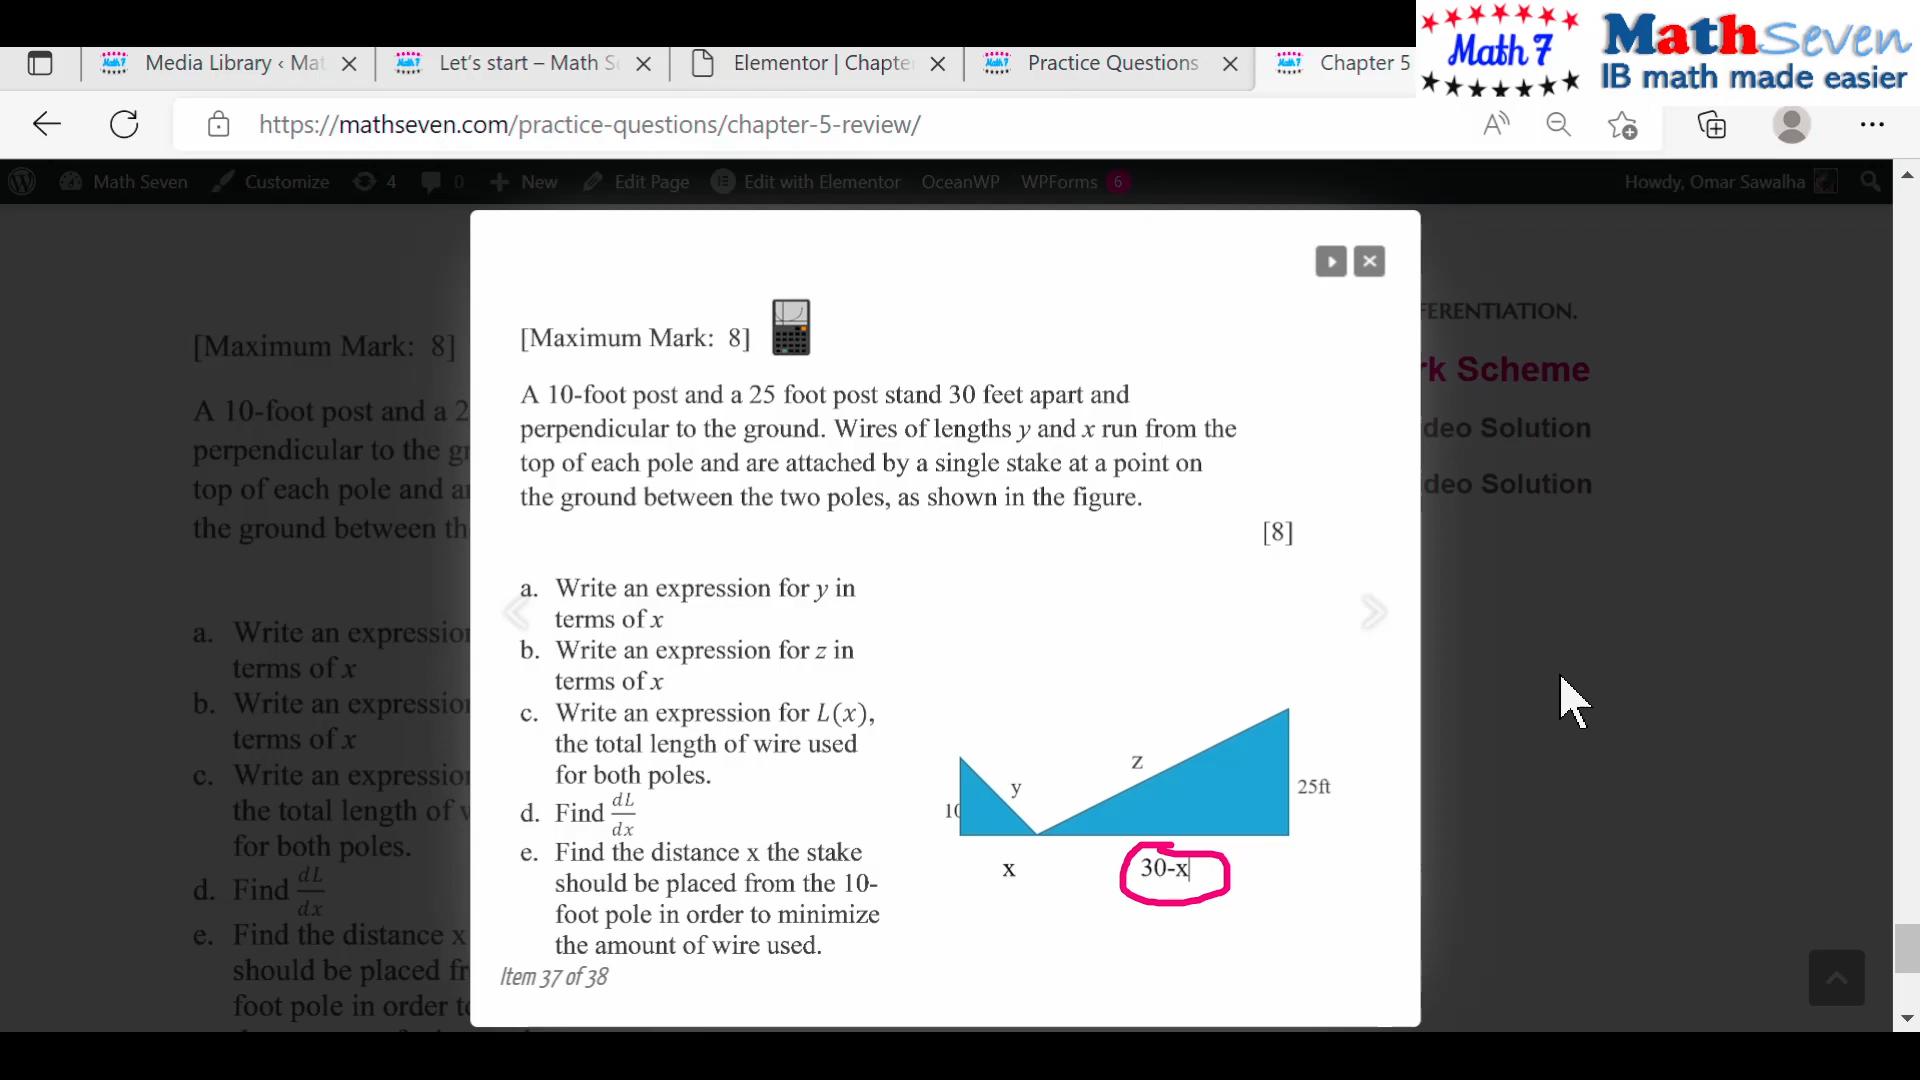 Math 7
MathSeven
IB math made easier
Media Library ‹ Mat
Let's start – Math S
Elementor | Chapte
Practice Questions
Chapter 5
https://mathseven.com/practice-questions/chapter-5-review/
Math Seven
Customize
4
0
New
Edit Page
Edit with Elementor
OceanWP
WPForms
6
Howdy, Omar Sawalha
[Maximum Mark: 8]
A 10-foot post and a 2
perpendicular to the gr
top of each pole and a
the ground between th
a. Write an expression
terms of x
b. Write an expression
terms of x
c. Write an expression
the total length of w
for both poles.
d. Find dL/dx
e. Find the distance x
should be placed fr
foot pole in order to
[Maximum Mark: 8]
A 10-foot post and a 25 foot post stand 30 feet apart and
perpendicular to the ground. Wires of lengths y and x run from the
top of each pole and are attached by a single stake at a point on
the ground between the two poles, as shown in the figure.
[8]
a. Write an expression for y in
terms of x
b. Write an expression for z in
terms of x
c. Write an expression for L(x),
the total length of wire used
for both poles.
d. Find dL/dx
e. Find the distance x the stake
should be placed from the 10-
foot pole in order to minimize
the amount of wire used.
Item 37 of 38
z
y
10
25ft
x
30-x
FERENTIATION.
rk Scheme
deo Solution
deo Solution